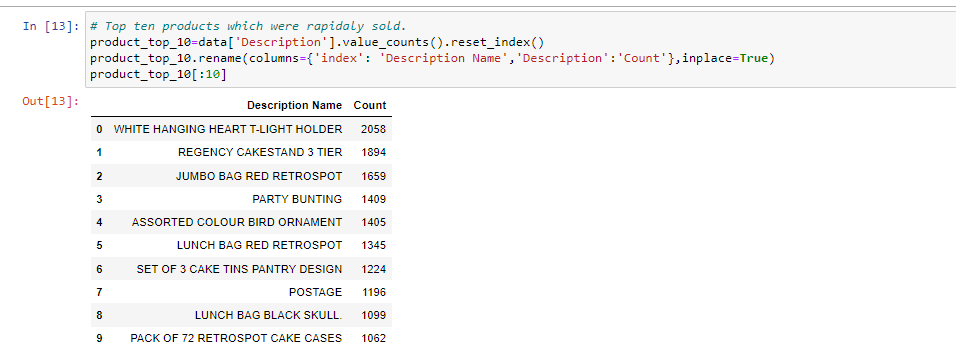 In [13]: # Top ten products which were rapidaly sold.
product_top_10=data['Description'].value_counts().reset_index()
product_top_10.rename(columns={'index': 'Description Name','Description':'Count'},inplace=True)
product_top_10[:10]
Out[13]:
Description Name Count
0 WHITE HANGING HEART T-LIGHT HOLDER 2058
1 REGENCY CAKESTAND 3 TIER 1894
2 JUMBO BAG RED RETROSPOT 1659
3 PARTY BUNTING 1409
4 ASSORTED COLOUR BIRD ORNAMENT 1405
5 LUNCH BAG RED RETROSPOT 1345
6 SET OF 3 CAKE TINS PANTRY DESIGN 1224
7 POSTAGE 1196
8 LUNCH BAG BLACK SKULL. 1099
9 PACK OF 72 RETROSPOT CAKE CASES 1062